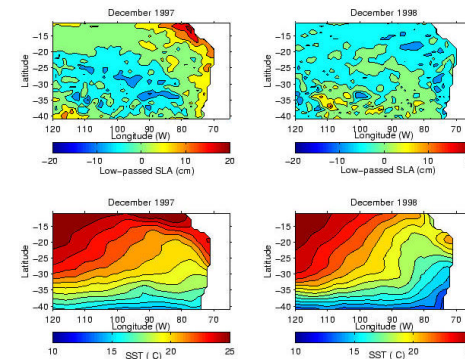 December 1997
December 1998
Latitude
-15
-20
-25
-30
-35
-40
120 110 100 90 80 70
Longitude (W)
Latitude
-15
-20
-25
-30
-35
-40
120 110 100 90 80 70
Longitude (W)
-20 -10 0 10 20
Low-passed SLA (cm)
-20 -10 0 10
Low-passed SLA (cm)
December 1997
December 1998
Latitude
-15
-20
-25
-30
-35
-40
120 110 100 90 80 70
Longitude (W)
Latitude
-15
-20
-25
-30
-35
-40
120 110 100 90 80 70
Longitude (W)
10 15 20 25
SST ( C)
10 15 20
SST ( C)